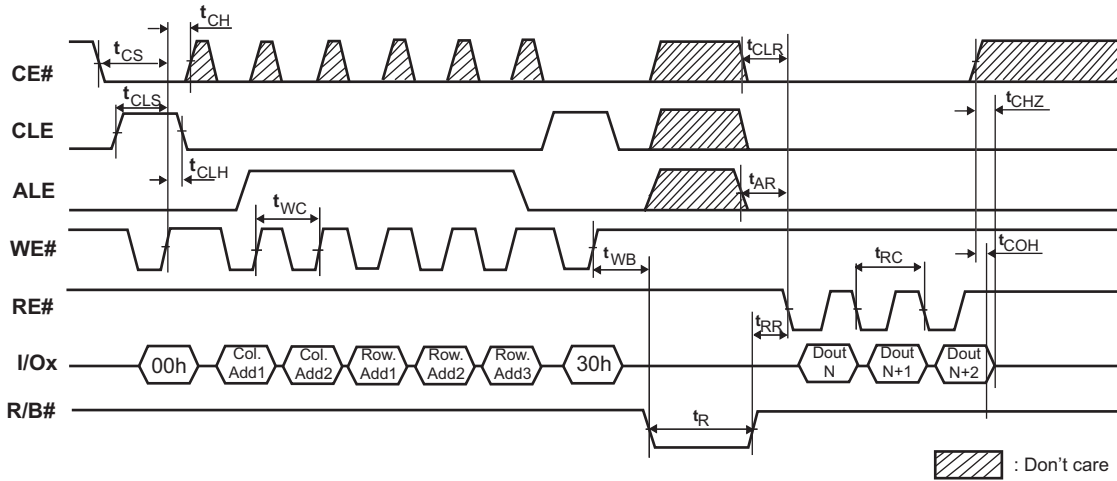 tCH
tCS
tCLR
CE#
tCLS
tCHZ
CLE
tCLH
tAR
ALE
tWC
tCOH
WE#
tWB
tRC
RE#
tRR
I/Ox
00h
Col. Add1
Col. Add2
Row. Add1
Row. Add2
Row. Add3
30h
Dout N
Dout N+1
Dout N+2
R/B#
tR
: Don't care